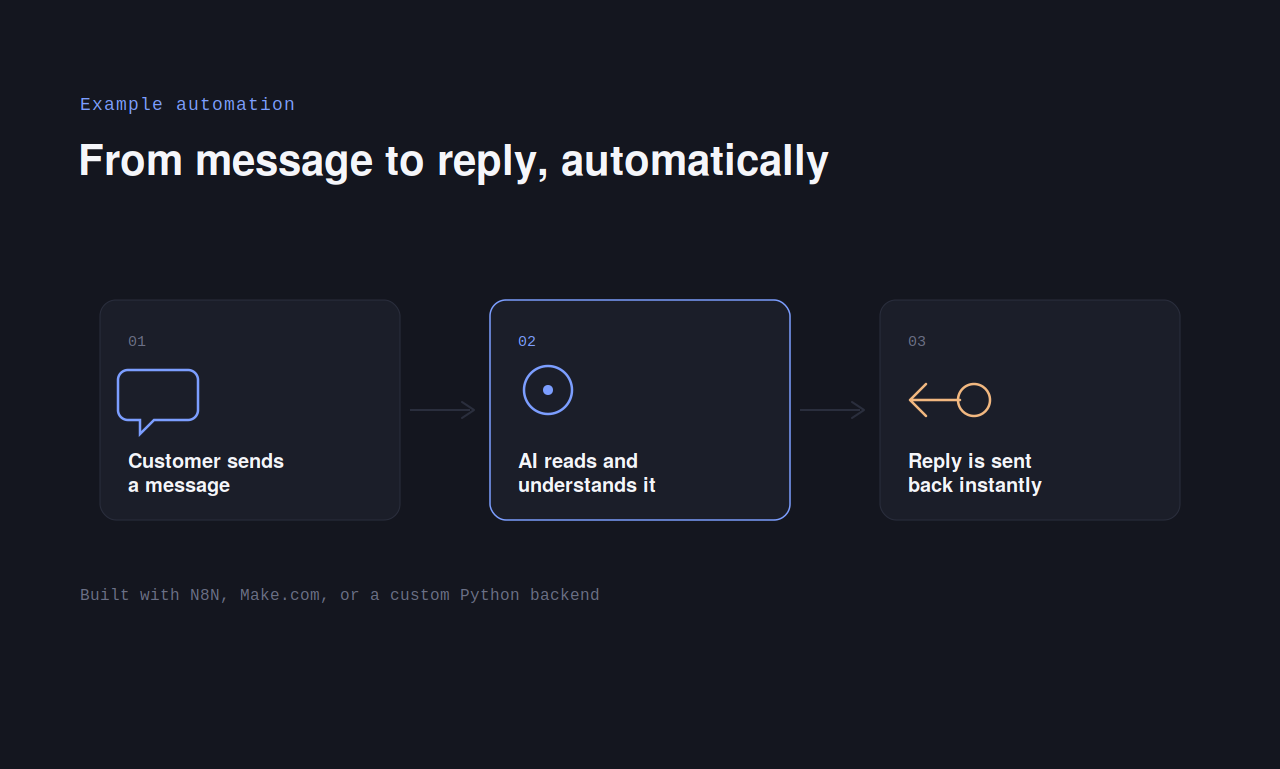 Example automation
From message to reply, automatically
01
Customer sends
a message
02
AI reads and
understands it
03
Reply is sent
back instantly
Built with N8N, Make.com, or a custom Python backend